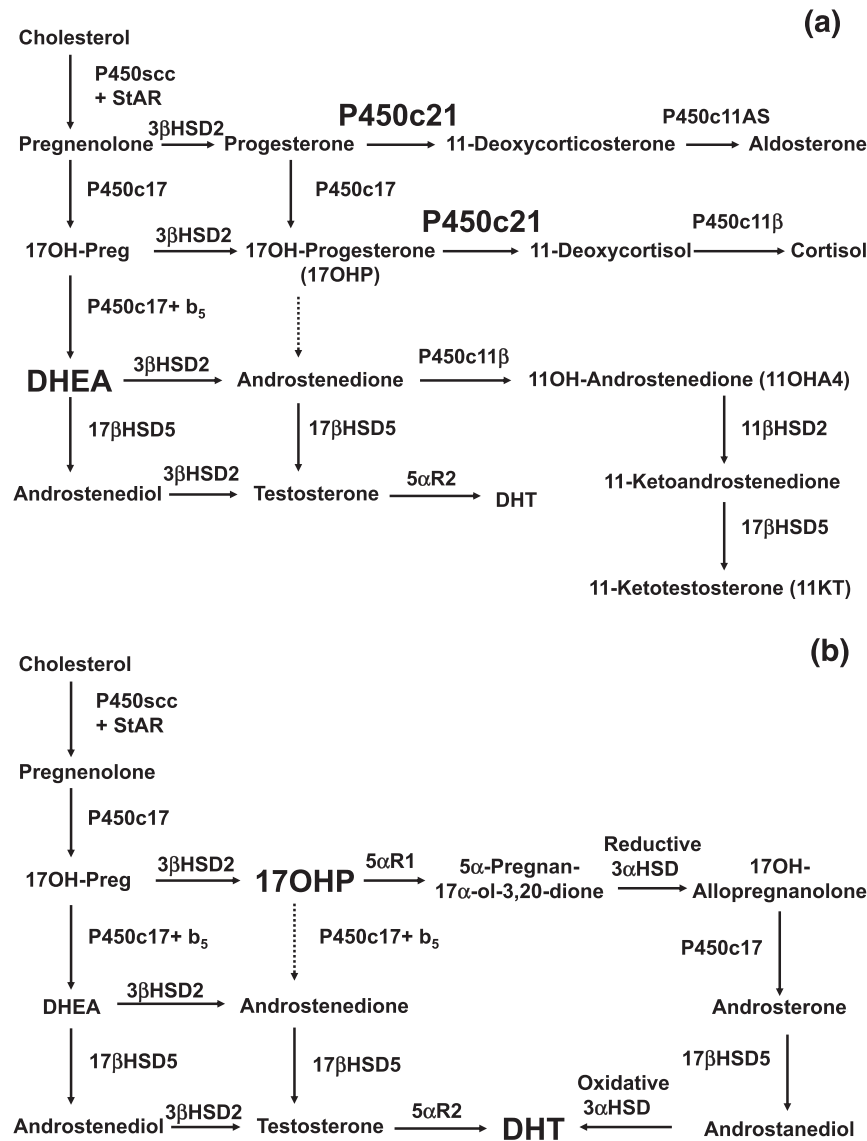 (a)
Cholesterol
P450scc
+ StAR
P450c21
P450c11AS
3βHSD2
Pregnenolone
Progesterone
11-Deoxycorticosterone
Aldosterone
P450c17
P450c17
P450c21
P450c11β
3βHSD2
17OH-Preg
17OH-Progesterone
11-Deoxycortisol
Cortisol
(17OHP)
P450c17+ b5
P450c11β
3βHSD2
DHEA
Androstenedione
11OH-Androstenedione (11OHA4)
17βHSD5
17βHSD5
11βHSD2
3βHSD2
5αR2
11-Ketoandrostenedione
Androstenediol
Testosterone
DHT
17βHSD5
11-Ketotestosterone (11KT)
(b)
Cholesterol
P450scc
+ StAR
Pregnenolone
P450c17
Reductive
3βHSD2
5αR1
5α-Pregnan-
3αHSD
17OH-
17OH-Preg
17OHP
17α-ol-3,20-dione
Allopregnanolone
P450c17+ b5
P450c17+ b5
P450c17
3βHSD2
DHEA
Androstenedione
Androsterone
17βHSD5
17βHSD5
17βHSD5
Oxidative
3βHSD2
5αR2
3αHSD
Androstenediol
Testosterone
DHT
Androstanediol